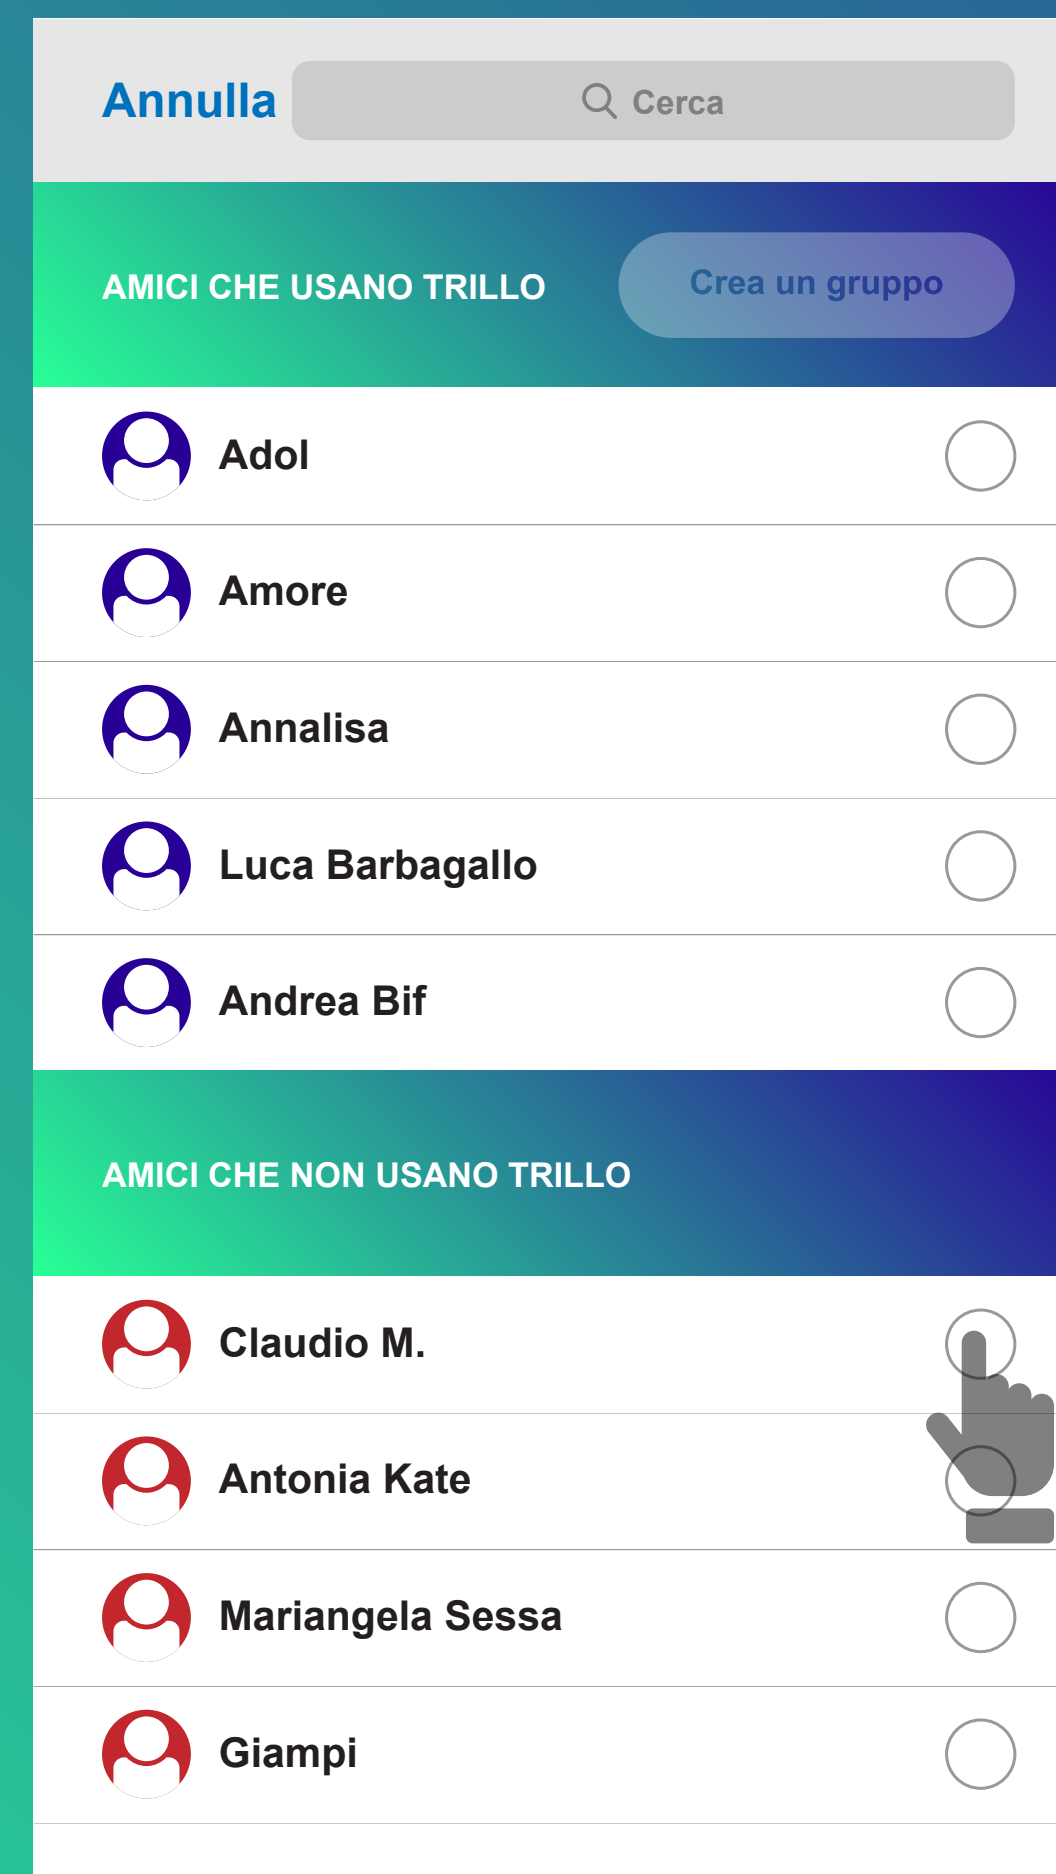 Annulla
Cerca
AMICI CHE USANO TRILLO
Crea un gruppo
Adol
Amore
Annalisa
Luca Barbagallo
Andrea Bif
AMICI CHE NON USANO TRILLO
Claudio M.
Antonia Kate
Mariangela Sessa
Giampi